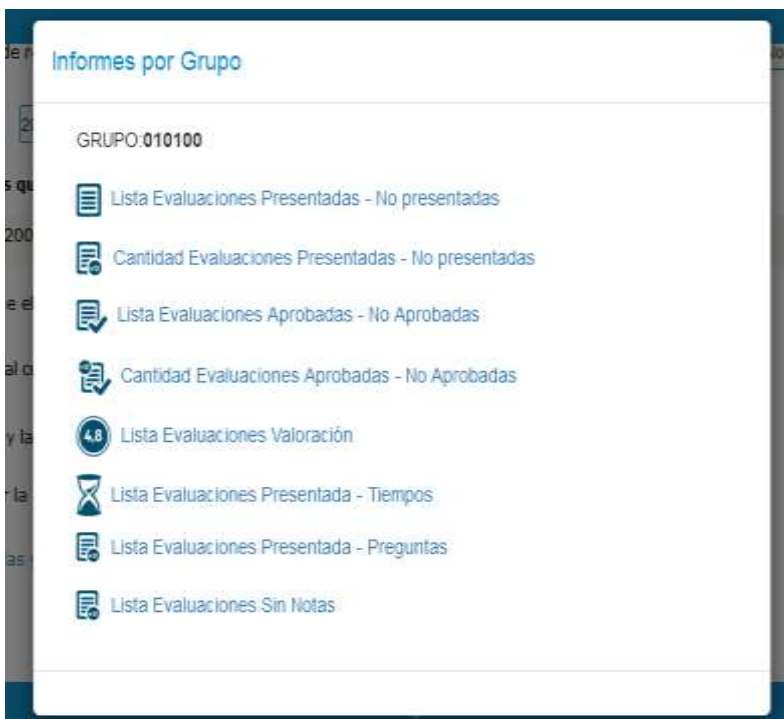 Informes por Grupo
GRUPO:010100
Lista Evaluaciones Presentadas - No presentadas
Cantidad Evaluaciones Presentadas - No presentadas
Lista Evaluaciones Aprobadas - No Aprobadas
Cantidad Evaluaciones Aprobadas - No Aprobadas
4,8 Lista Evaluaciones Valoración
Lista Evaluaciones Presentada - Tiempos
Lista Evaluaciones Presentada - Preguntas
Lista Evaluaciones Sin Notas